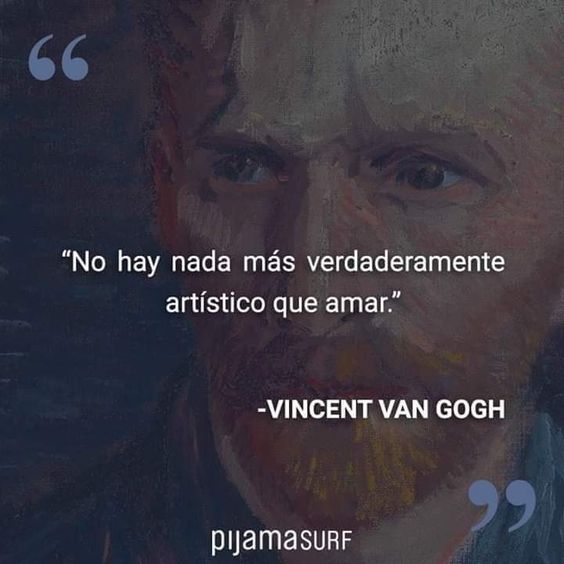 “No hay nada más verdaderamente
artístico que amar.”
-VINCENT VAN GOGH
pijamasurf